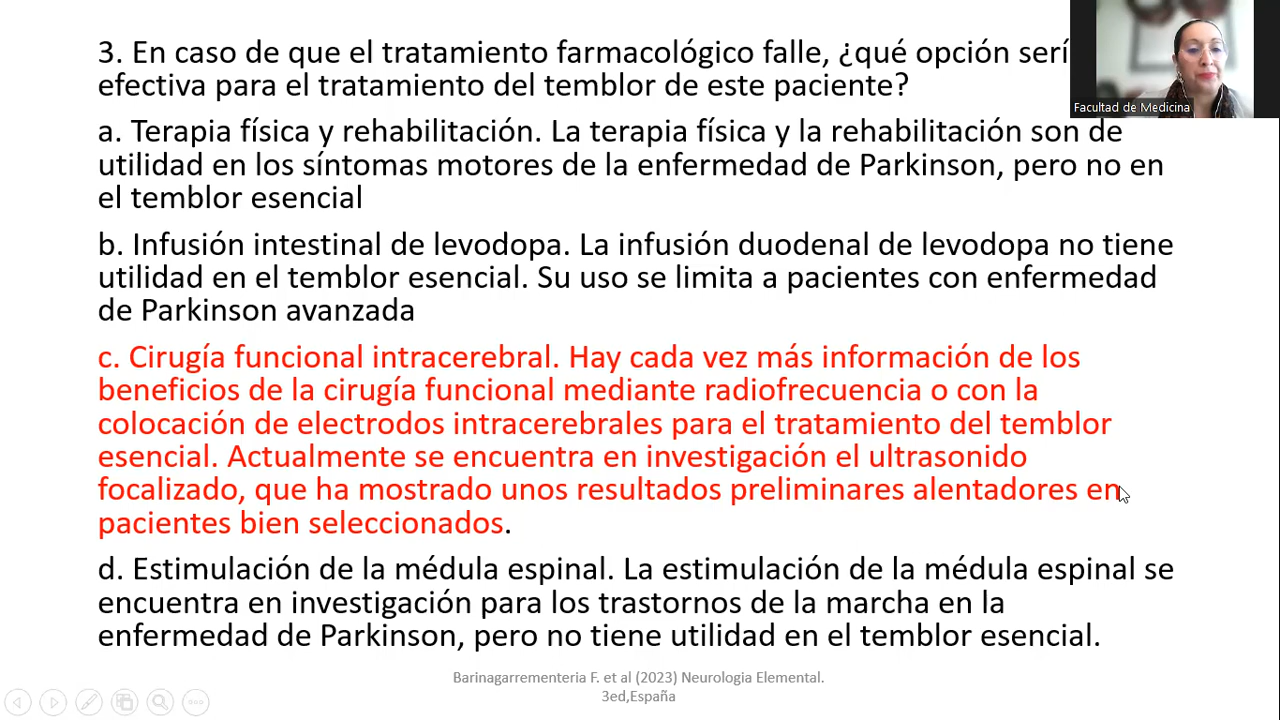 3. En caso de que el tratamiento farmacológico falle, ¿qué opción serí
efectiva para el tratamiento del temblor de este paciente?
Facultad de Medicina
a. Terapia física y rehabilitación. La terapia física y la rehabilitación son de
utilidad en los síntomas motores de la enfermedad de Parkinson, pero no en
el temblor esencial
b. Infusión intestinal de levodopa. La infusión duodenal de levodopa no tiene
utilidad en el temblor esencial. Su uso se limita a pacientes con enfermedad
de Parkinson avanzada
c. Cirugía funcional intracerebral. Hay cada vez más información de los
beneficios de la cirugía funcional mediante radiofrecuencia o con la
colocación de electrodos intracerebrales para el tratamiento del temblor
esencial. Actualmente se encuentra en investigación el ultrasonido
focalizado, que ha mostrado unos resultados preliminares alentadores en
pacientes bien seleccionados.
d. Estimulación de la médula espinal. La estimulación de la médula espinal se
encuentra en investigación para los trastornos de la marcha en la
enfermedad de Parkinson, pero no tiene utilidad en el temblor esencial.
Barinagarrementeria F. et al (2023) Neurologia Elemental.
3ed,España